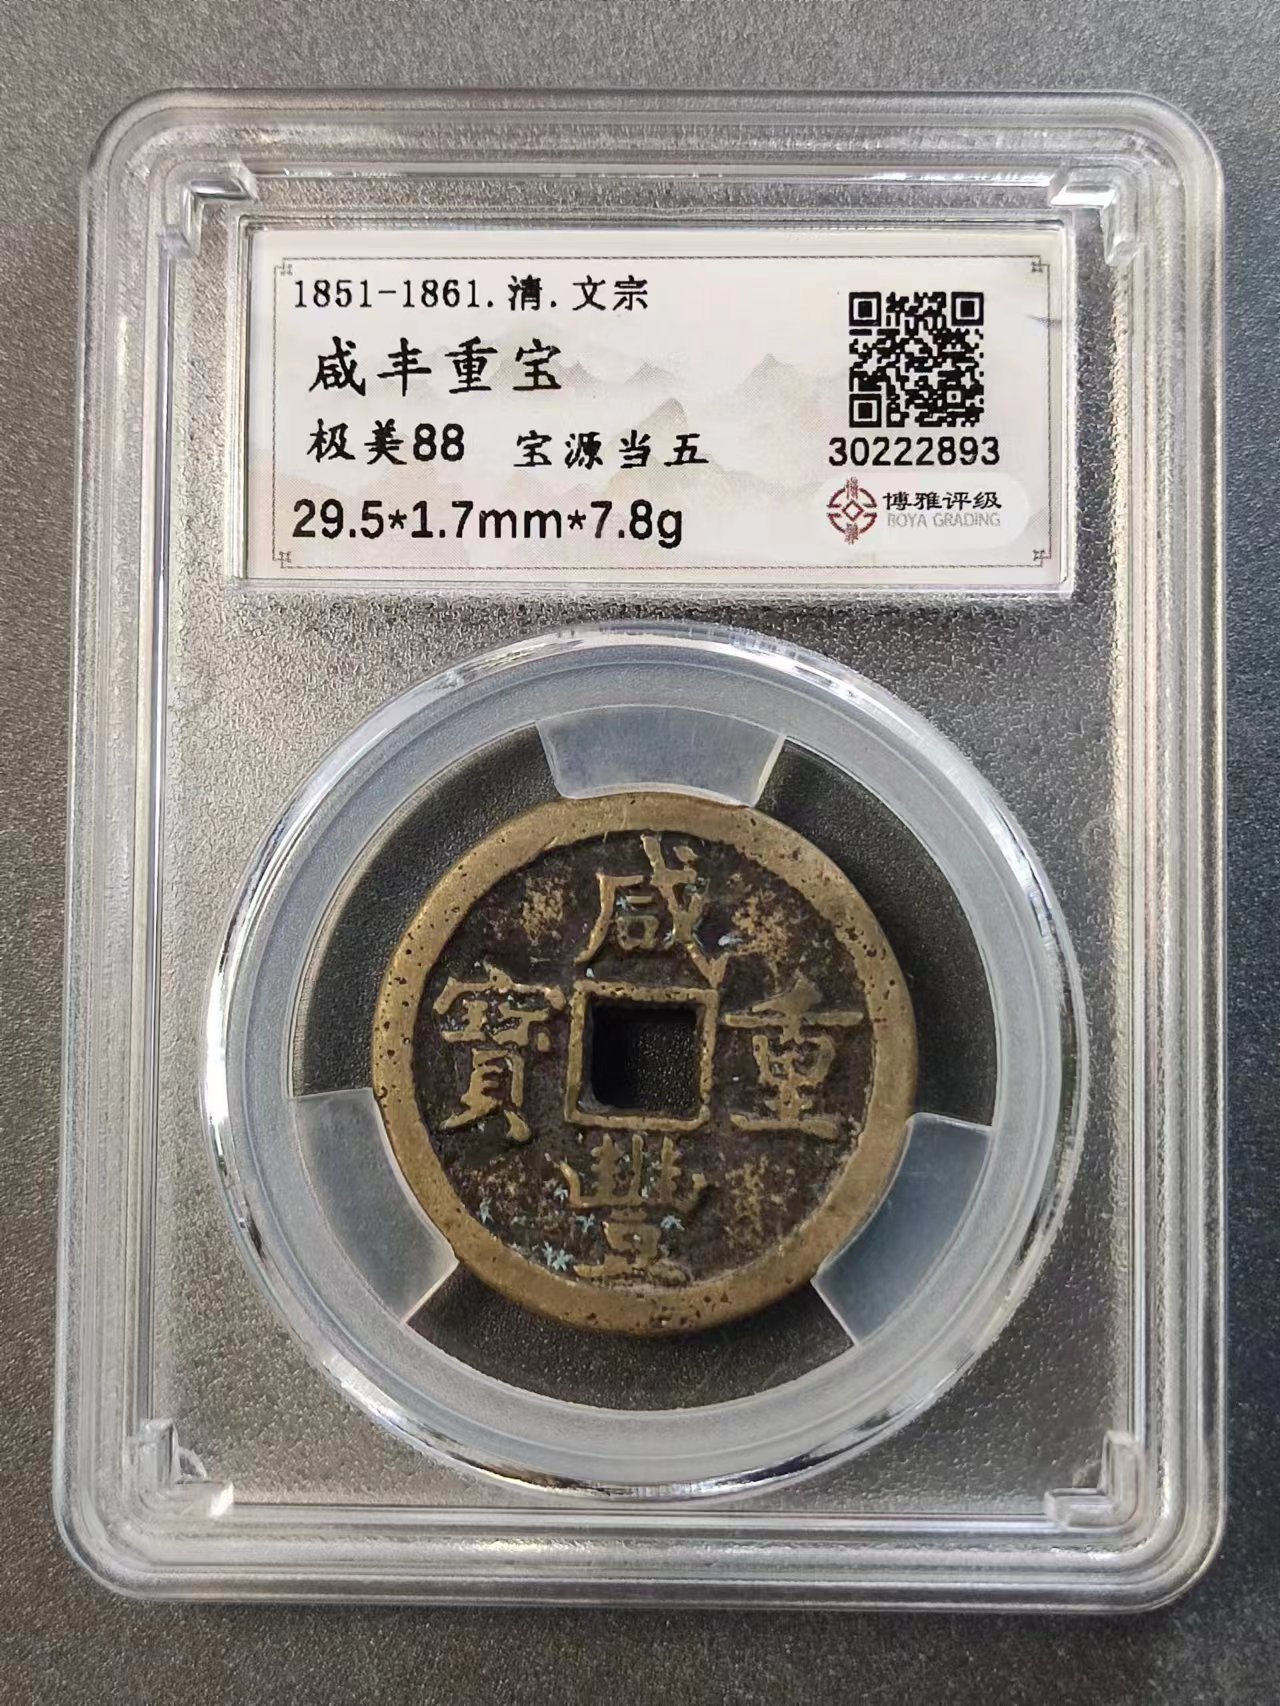 1851-1861.清.文宗
咸丰重宝
极美88 宝源当五
29.5*1.7mm*7.8g
30222893
博雅评级
BOYA GRADING
咸
寶 重
豐